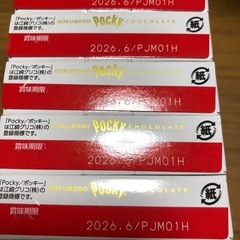 2026.6/PJM01H
「Pocky/ポッキー」
は江崎グリコ(株)の
登録商標です。
GOKUBOSO Pocky CHOCOLATE
紙
賞味期限
2026.6/PJM01H
「Pocky/ポッキー」
は江崎グリコ(株)の
登録商標です。
GOKUBOSO Pocky CHOCOLATE
紙
賞味期限
2026.6/PJM01H
「Pocky/ポッキー」
は江崎グリコ(株)の
登録商標です。
GOKUBOSO Pocky CHOCOLATE
紙
賞味期限
2026.6/PJM01H